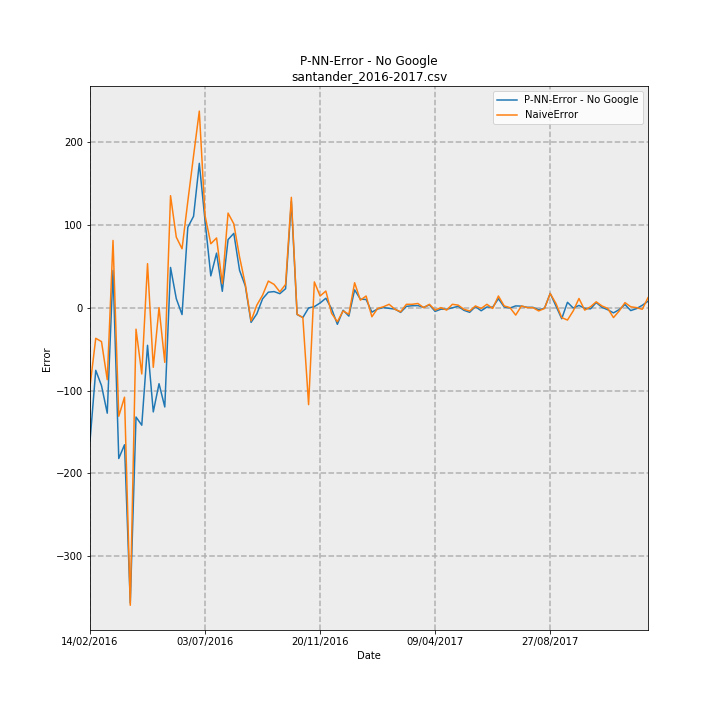 P-NN-Error - No Google
santander_2016-2017.csv
P-NN-Error - No Google
NaiveError
200
100
0
−100
−200
−300
Error
14/02/2016
03/07/2016
20/11/2016
09/04/2017
27/08/2017
Date